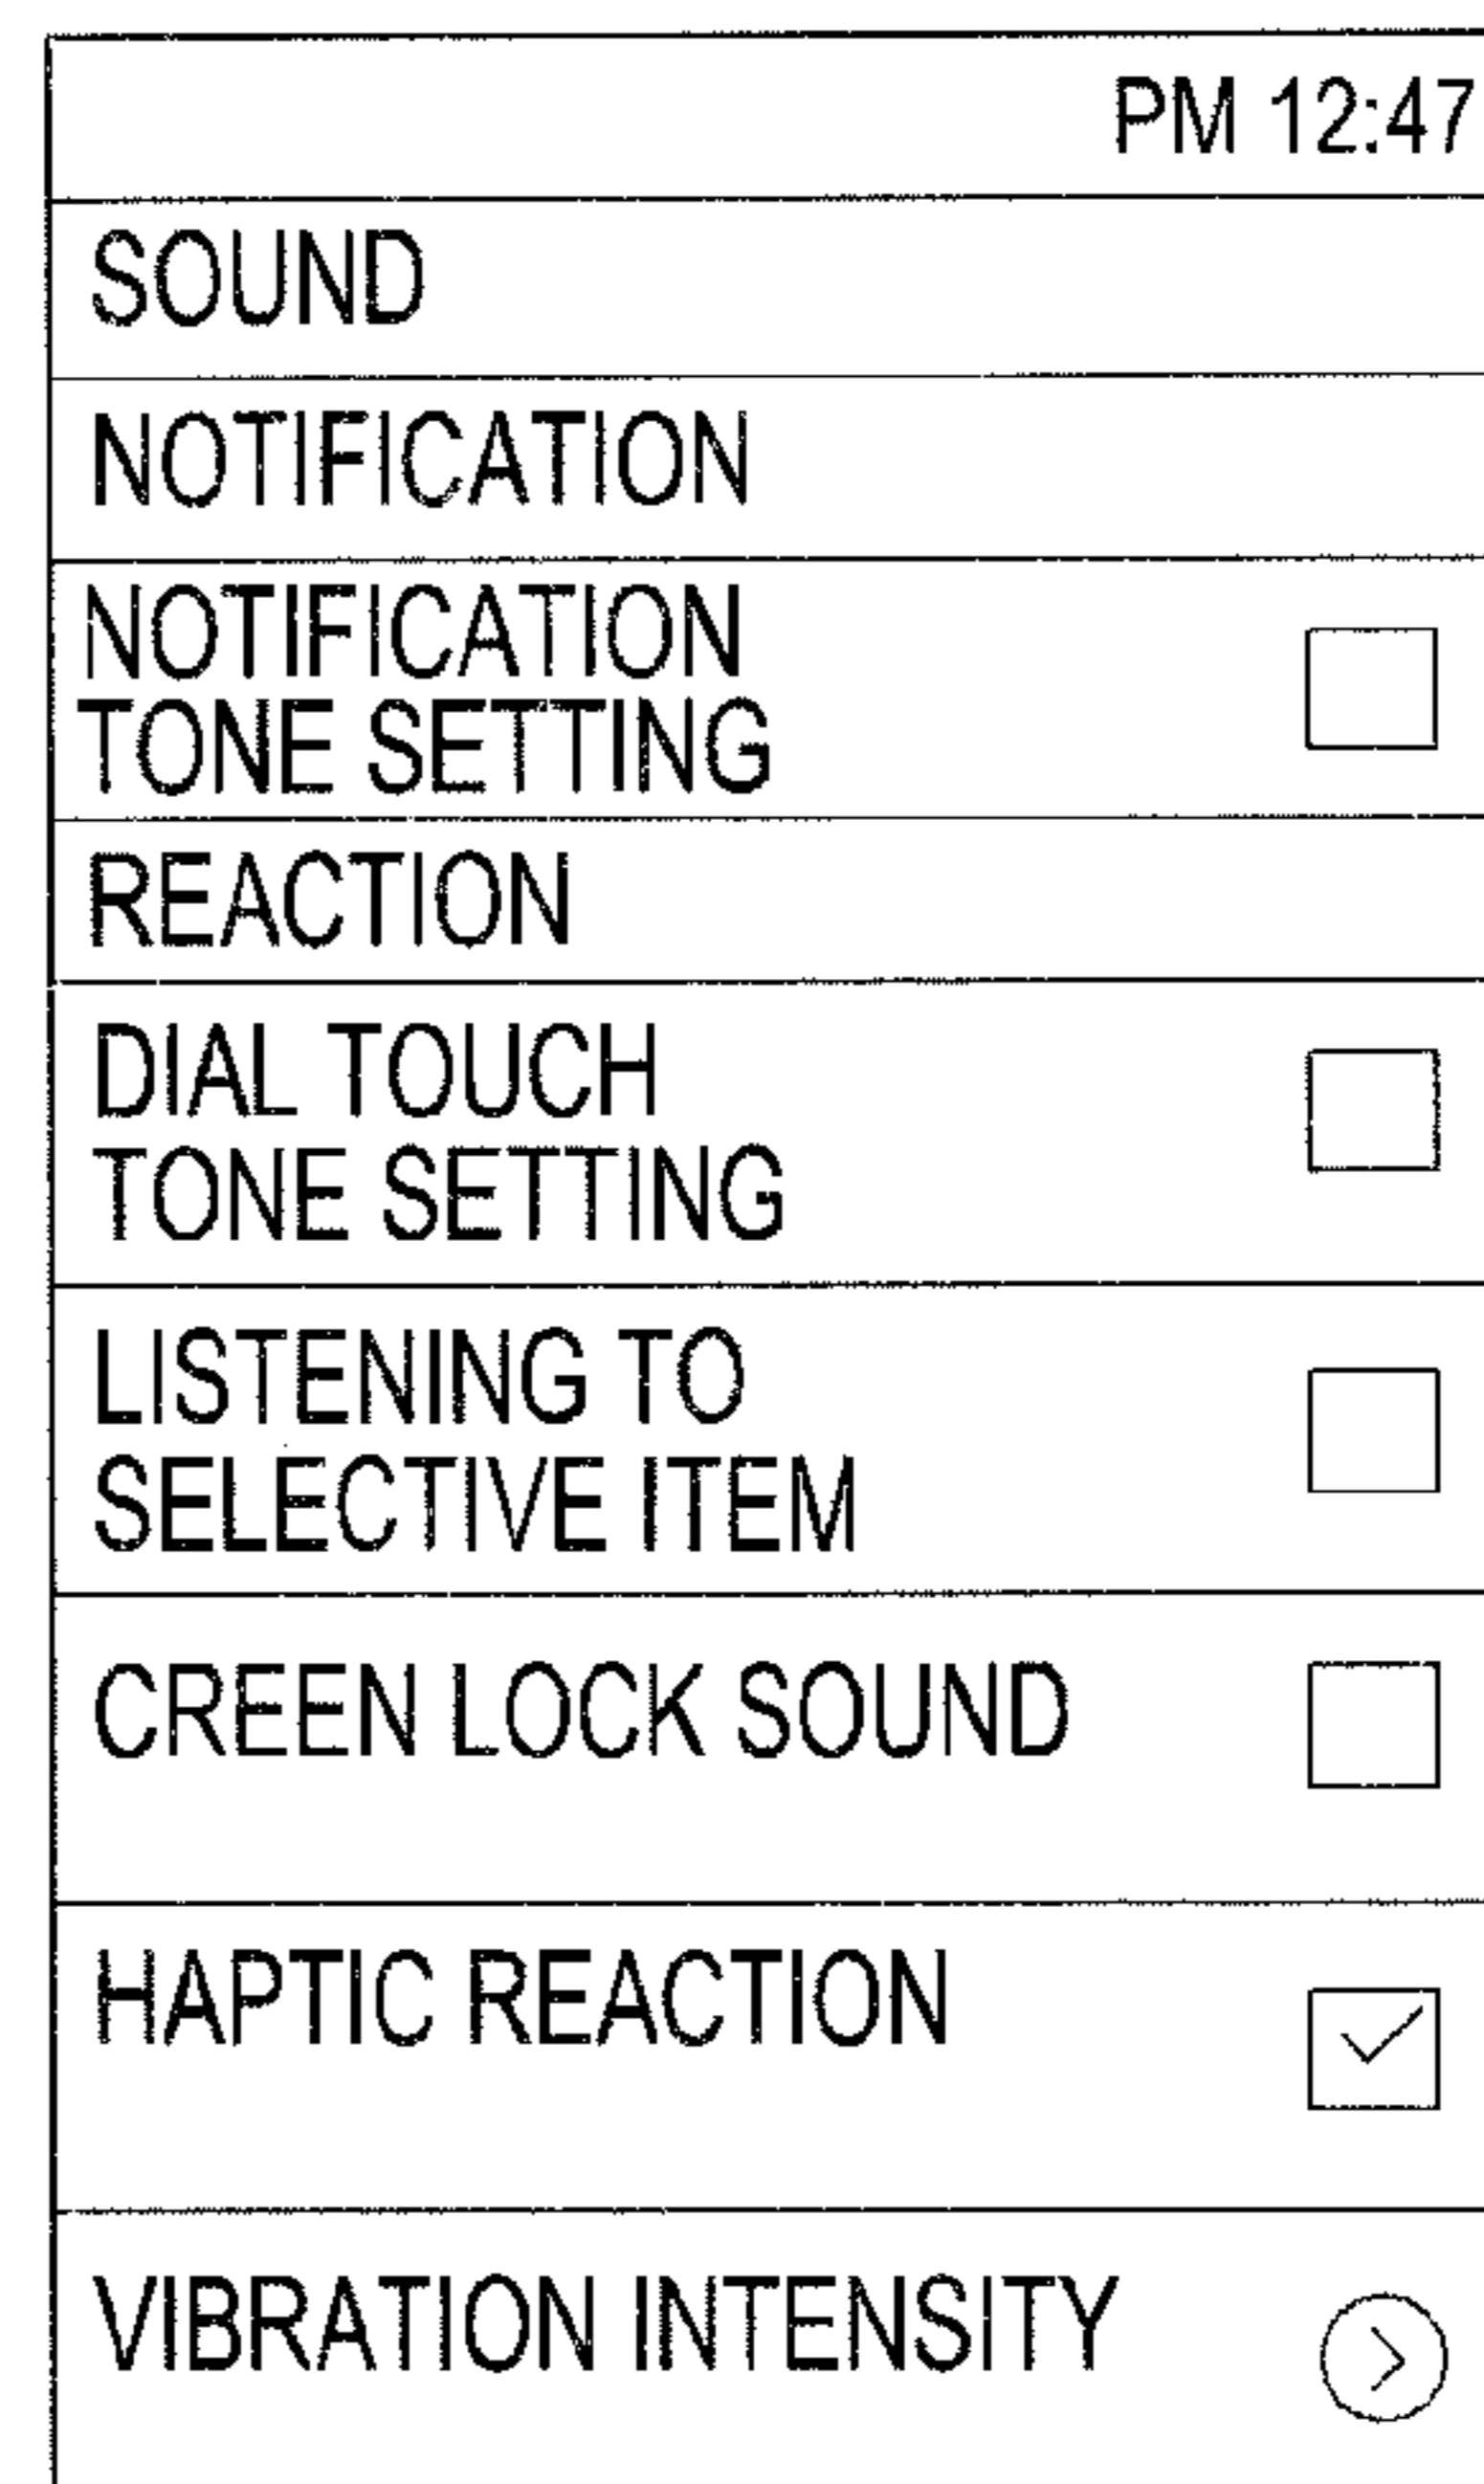 PM 12:47
SOUND
NOTIFICATION
NOTIFICATION
TONE SETTING
REACTION
DIAL TOUCH
TONE SETTING
LISTENING TO
SELECTIVE ITEM
CREEN LOCK SOUND
HAPTIC REACTION
VIBRATION INTENSITY